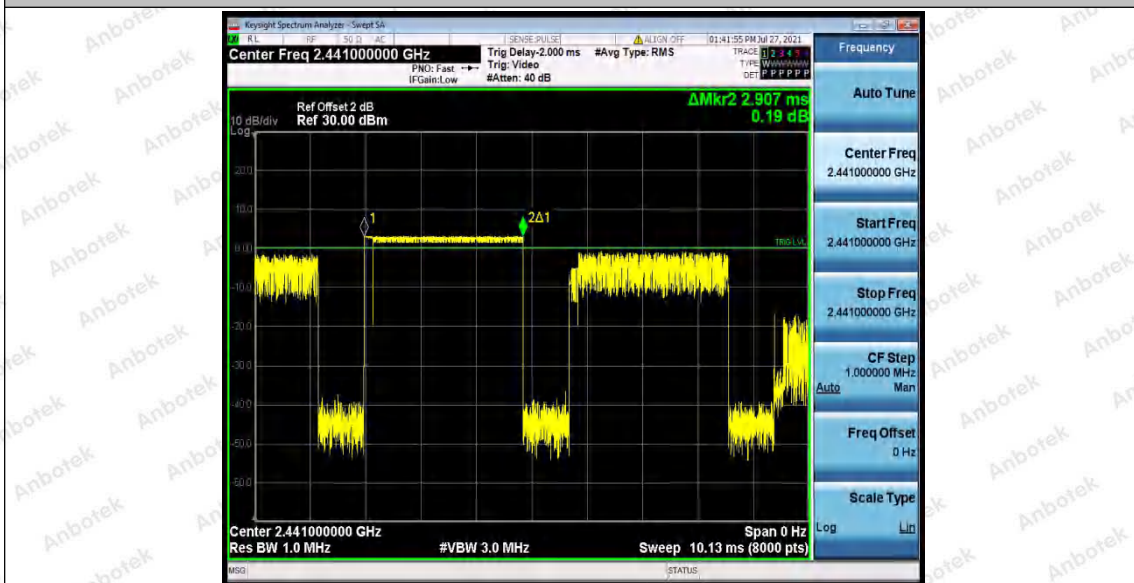 Keysight Spectrum Analyzer - Swept SA
RL RF 50 Ω AC SENSE:PULSE ALIGN OFF 01:41:55 PM Jul 27, 2021
Center Freq 2.441000000 GHz
PNO: Fast
IFGain:Low
Trig Delay-2.000 ms
Trig: Video
#Atten: 40 dB
#Avg Type: RMS
TRACE 1 2 3 4 5 6
TYPE WWWWWW
DET P P P P P P
Ref Offset 2 dB
10 dB/div Ref 30.00 dBm
Log
ΔMkr2 2.907 ms
0.19 dB
20.0
10.0
0.00
-10.0
-20.0
-30.0
-40.0
-50.0
-60.0
1
2Δ1
TRIG LVL
Center 2.441000000 GHz
Res BW 1.0 MHz
#VBW 3.0 MHz
Span 0 Hz
Sweep 10.13 ms (8000 pts)
MSG
STATUS
Frequency
Auto Tune
Center Freq
2.441000000 GHz
Start Freq
2.441000000 GHz
Stop Freq
2.441000000 GHz
CF Step
1.000000 MHz
Auto Man
Freq Offset
0 Hz
Scale Type
Log Lin
Anbotek